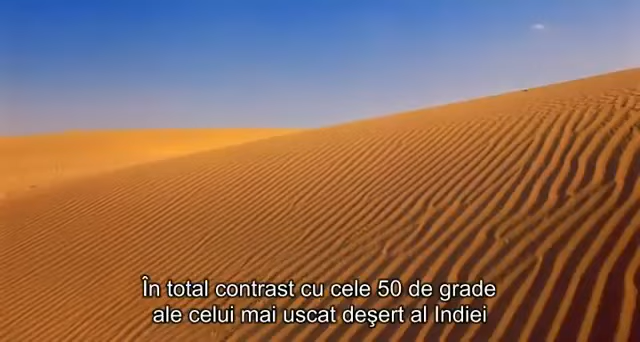 În total contrast cu cele 50 de grade
ale celui mai uscat deşert al Indiei